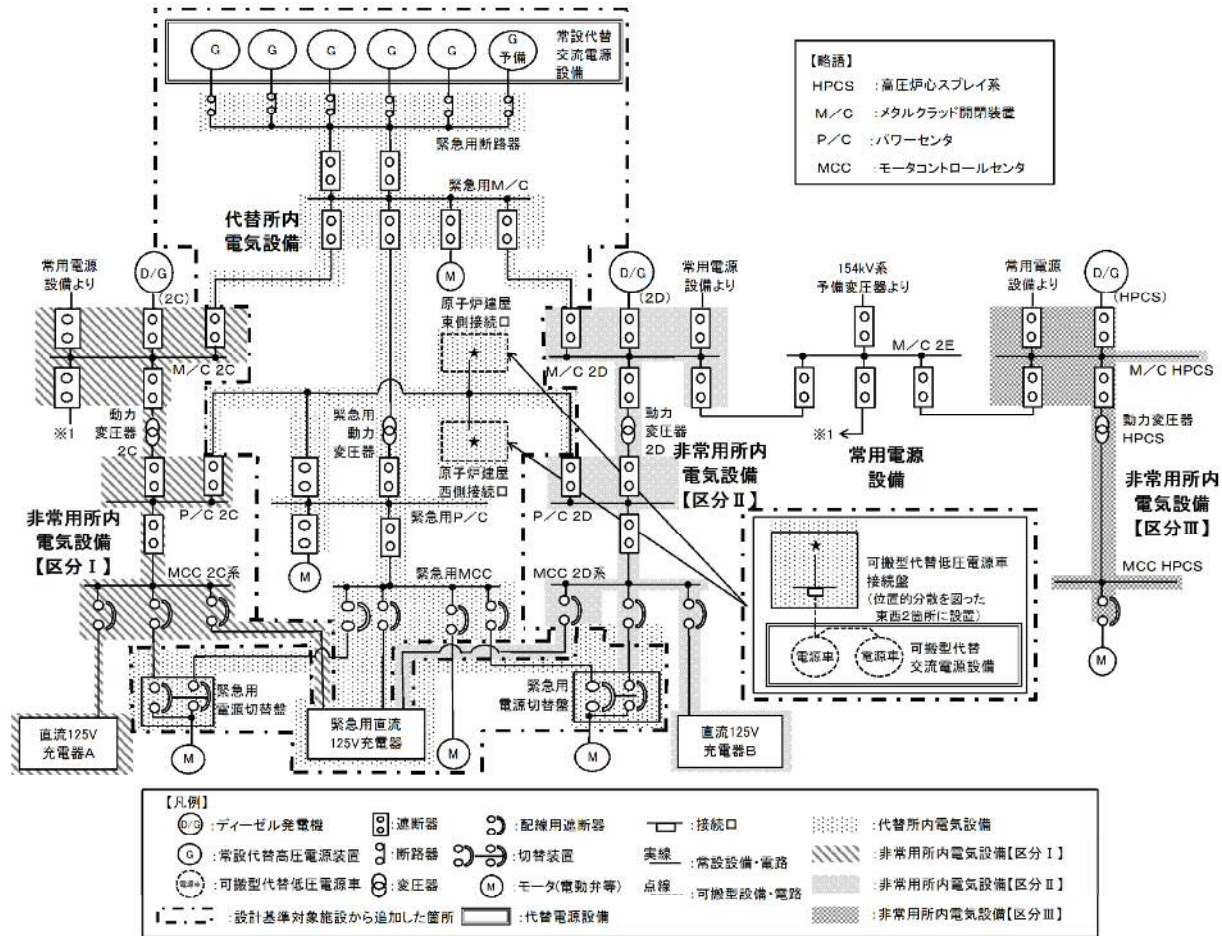 G
G
G
G
G
G
予備
常設代替
交流電源
設備
【略語】
HPCS :高圧炉心スプレイ系
M/C :メタルクラッド開閉装置
P/C :パワーセンタ
MCC :モータコントロールセンタ
緊急用断路器
緊急用M/C
代替所内
電気設備
常用電源
設備より
D/G
(2C)
M
原子炉建屋
東側接続口
D/G
(2D)
常用電源
設備より
154kV系
予備変圧器より
常用電源
設備より
D/G
(HPCS)
M/C 2C
M/C 2D
M/C 2E
M/C HPCS
※1
動力
変圧器
2C
緊急用
動力
変圧器
原子炉建屋
西側接続口
動力
変圧器
2D
非常用所内
電気設備
【区分Ⅱ】
※1
常用電源
設備
動力変圧器
HPCS
非常用所内
電気設備
【区分Ⅲ】
P/C 2C
緊急用P/C
P/C 2D
非常用所内
電気設備
【区分Ⅰ】
M
MCC 2C系
緊急用MCC
MCC 2D系
MCC HPCS
可搬型代替低圧電源車
接続盤
(位置的分散を図った
東西2箇所に設置)
電源車
電源車
可搬型代替
交流電源設備
M
緊急用
電源切替盤
緊急用
電源切替盤
直流125V
充電器A
M
緊急用直流
125V充電器
M
M
直流125V
充電器B
【凡例】
D/G :ディーゼル発電機
:遮断器
:配線用遮断器
:接続口
:代替所内電気設備
G :常設代替高圧電源装置
:断路器
:切替装置
実線 :常設設備・電路
:非常用所内電気設備【区分Ⅰ】
電源車 :可搬型代替低圧電源車
:変圧器
M :モータ(電動弁等)
点線 :可搬型設備・電路
:非常用所内電気設備【区分Ⅱ】
:設計基準対象施設から追加した箇所
:代替電源設備
:非常用所内電気設備【区分Ⅲ】